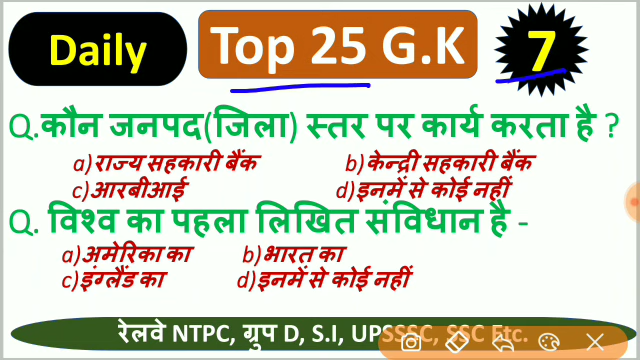 Daily Top 25 G.K 7
Q.कौन जनपद(जिला) स्तर पर कार्य करता है ?
a)राज्य सहकारी बैंक b)केन्द्री सहकारी बैंक
c)आरबीआई d)इनमें से कोई नहीं
Q. विश्व का पहला लिखित संविधान है -
a)अमेरिका का b)भारत का
c)इंग्लैंड का d)इनमें से कोई नहीं
रेलवे NTPC, ग्रुप D, S.I, UPSSSC, SSC Etc.